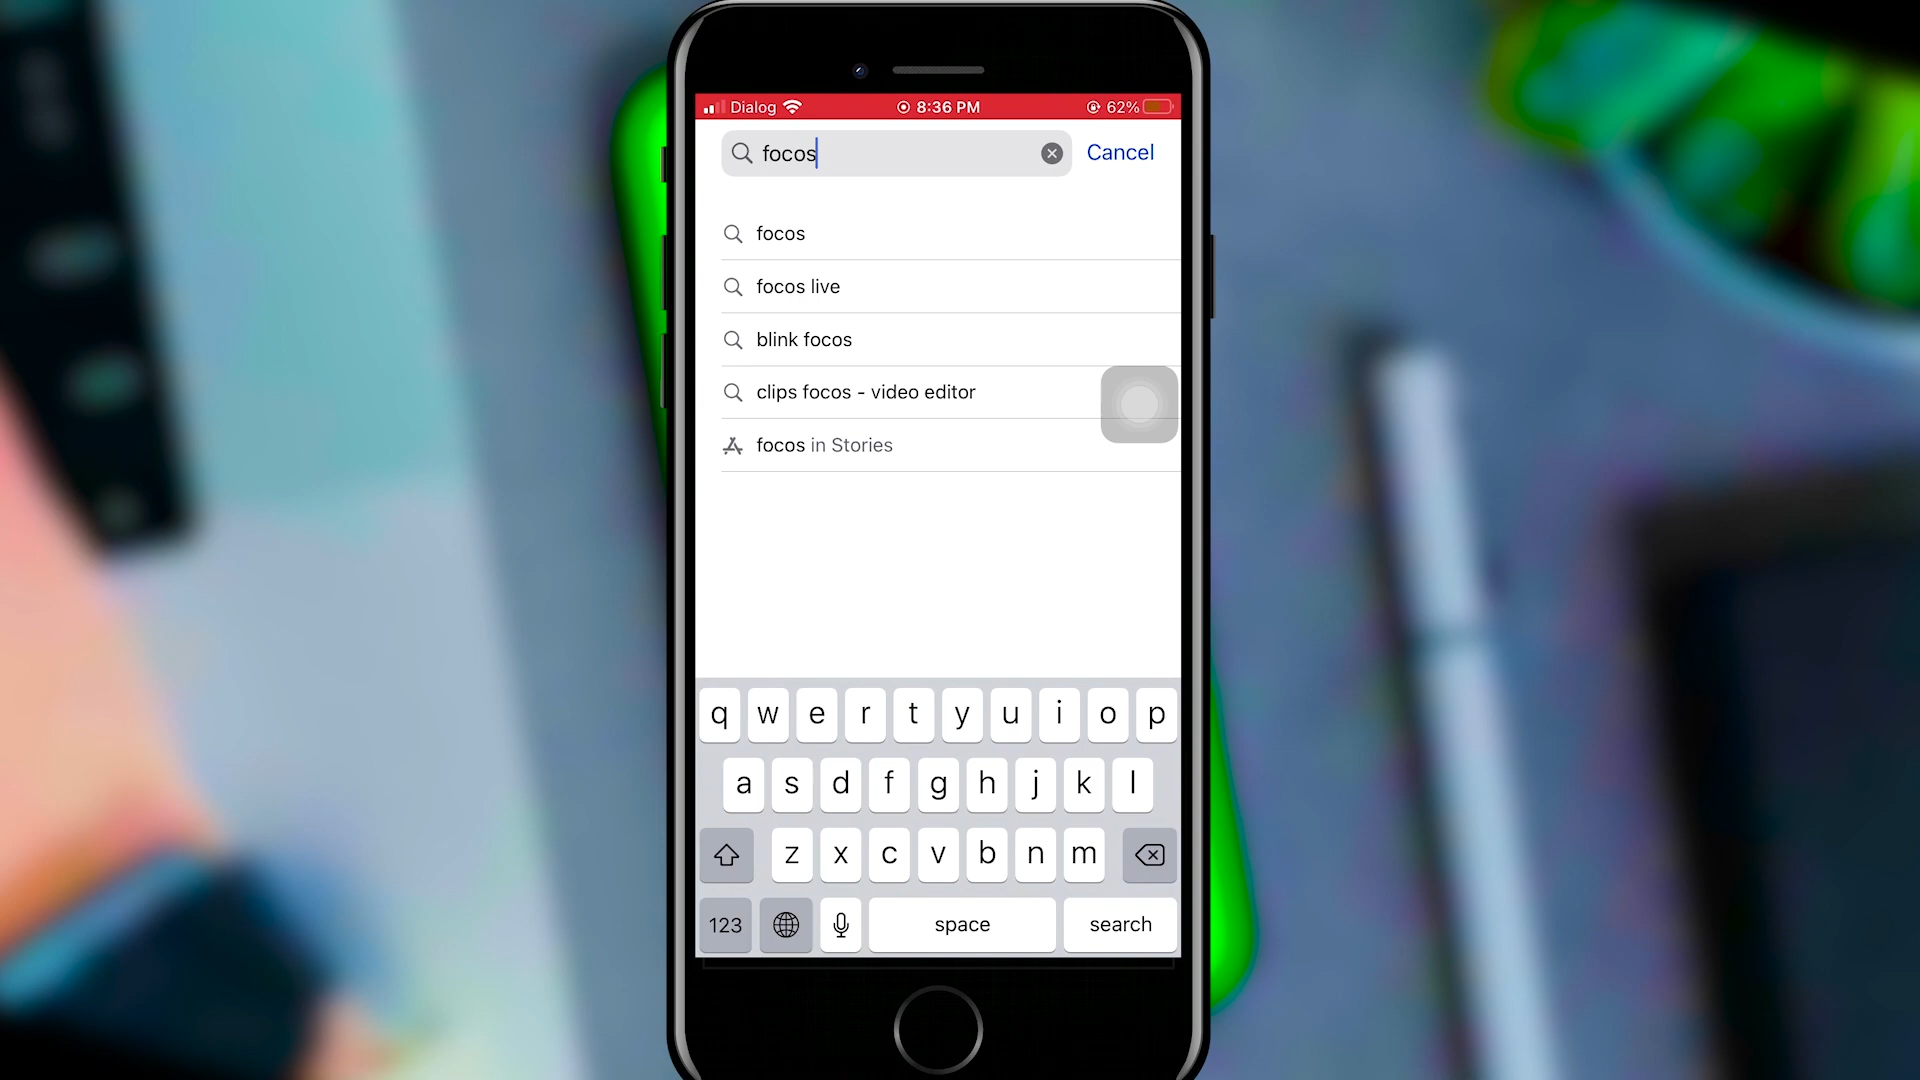 Dialog 8:36 PM 62%
focos Cancel
focos
focos live
blink focos
clips focos - video editor
focos in Stories
q w e r t y u i o p
a s d f g h j k l
z x c v b n m
123 space search